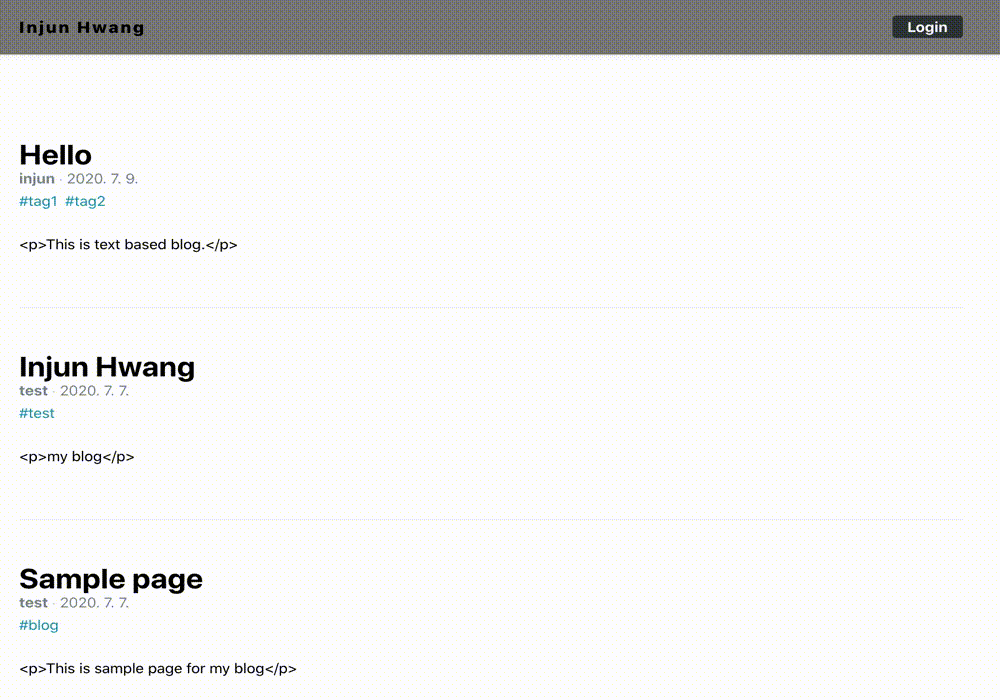 Injun Hwang Login
Hello
injun · 2020. 7. 9.
#tag1 #tag2
<p>This is text based blog.</p>
Injun Hwang
test · 2020. 7. 7.
#test
<p>my blog</p>
Sample page
test · 2020. 7. 7.
#blog
<p>This is sample page for my blog</p>